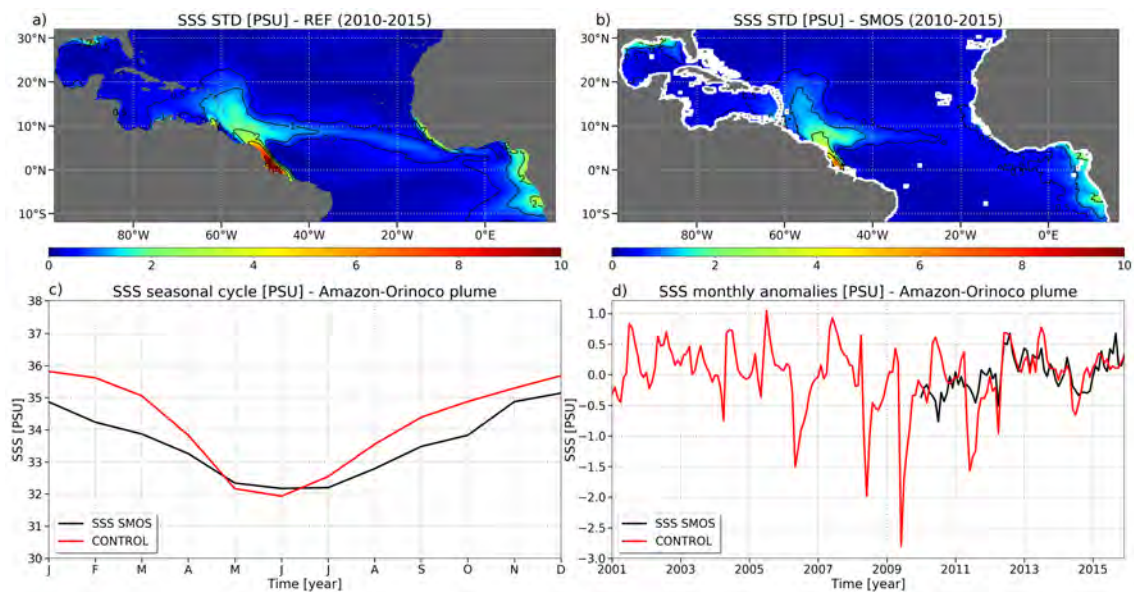 a) SSS STD [PSU] - REF (2010-2015)
30°N
20°N
10°N
0°N
10°S
80°W 60°W 40°W 20°W 0°E
0 2 4 6 8 10
b) SSS STD [PSU] - SMOS (2010-2015)
30°N
20°N
10°N
0°N
10°S
80°W 60°W 40°W 20°W 0°E
0 2 4 6 8 10
c) SSS seasonal cycle [PSU] - Amazon-Orinoco plume
SSS [PSU]
38
37
36
35
34
33
32
31
30
SSS SMOS
CONTROL
J F M A M J J A S O N D
Time [year]
d) SSS monthly anomalies [PSU] - Amazon-Orinoco plume
SSS [PSU]
1.0
0.5
0.0
−0.5
−1.0
−1.5
−2.0
−2.5
−3.0
SSS SMOS
CONTROL
2001 2003 2005 2007 2009 2011 2013 2015
Time [year]